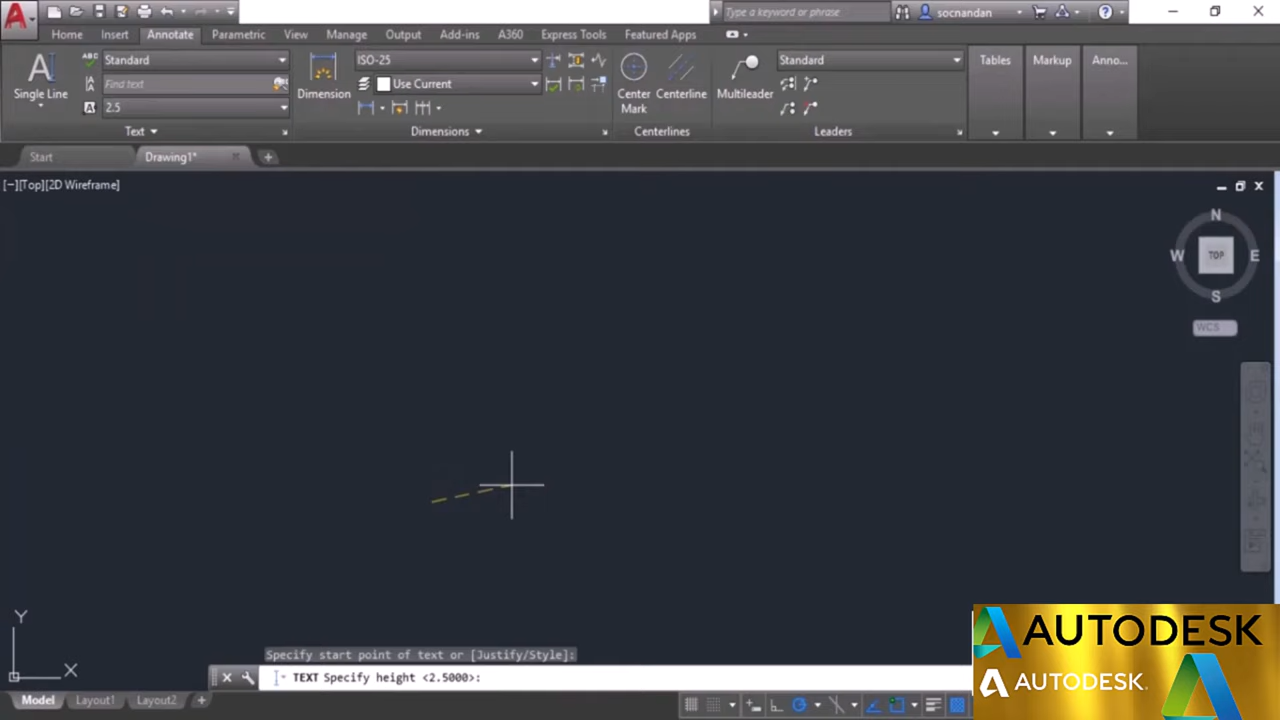 Type a keyword or phrase
socnandan
Home Insert Annotate Parametric View Manage Output Add-ins A360 Express Tools Featured Apps
ABC Standard
ISO-25
Standard
A Single Line
Find text
Use Current
2.5
Dimension
Center Mark
Centerline
Multileader
Tables
Markup
Anno...
Text
Dimensions
Centerlines
Leaders
Start
Drawing1*
[−][Top][2D Wireframe]
N
W TOP E
S
WCS
Y
X
Specify start point of text or [Justify/Style]:
TEXT Specify height <2.5000>:
Model Layout1 Layout2
AUTODESK
AUTODESK.